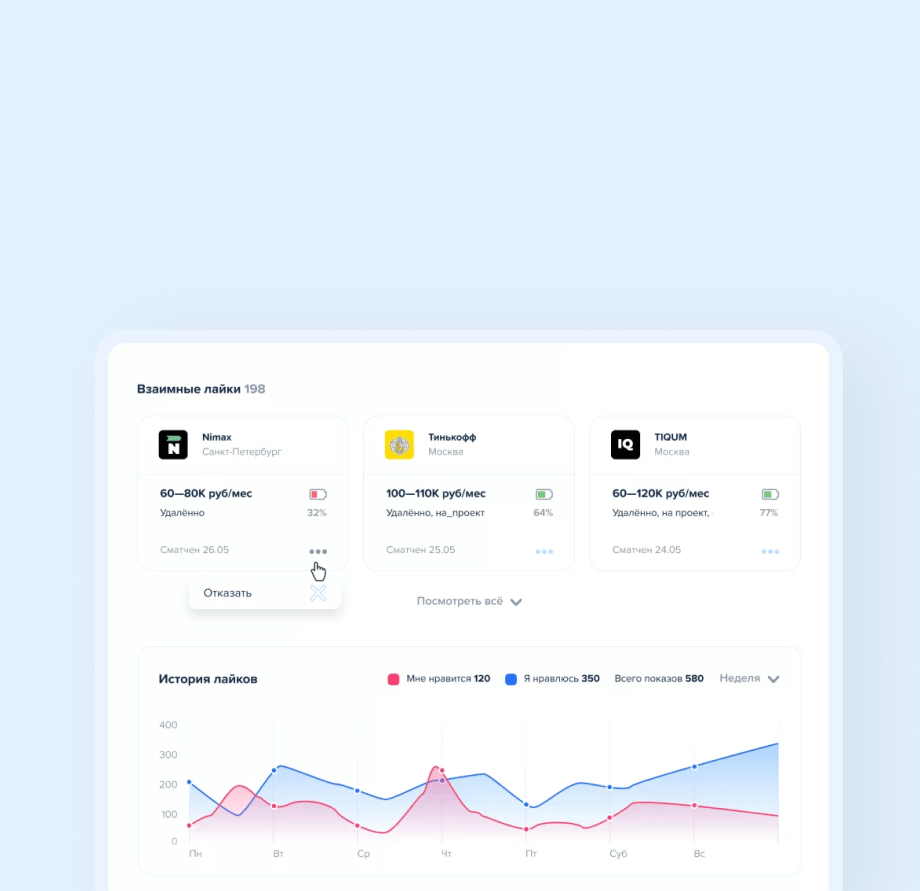 Взаимные лайки 198
Nimax
Санкт-Петербург
60—80K руб/мес
Удалённо
32%
Сматчен 26.05
Отказать
Тинькофф
Москва
100—110K руб/мес
Удалённо, на_проект
64%
Сматчен 25.05
IQ
TIQUM
Москва
60—120K руб/мес
Удалённо, на проект,
77%
Сматчен 24.05
Посмотреть всё
История лайков
Мне нравится 120
Я нравлюсь 350
Всего показов 580
Неделя
400
300
200
100
0
Пн
Вт
Ср
Чт
Пт
Суб
Вс